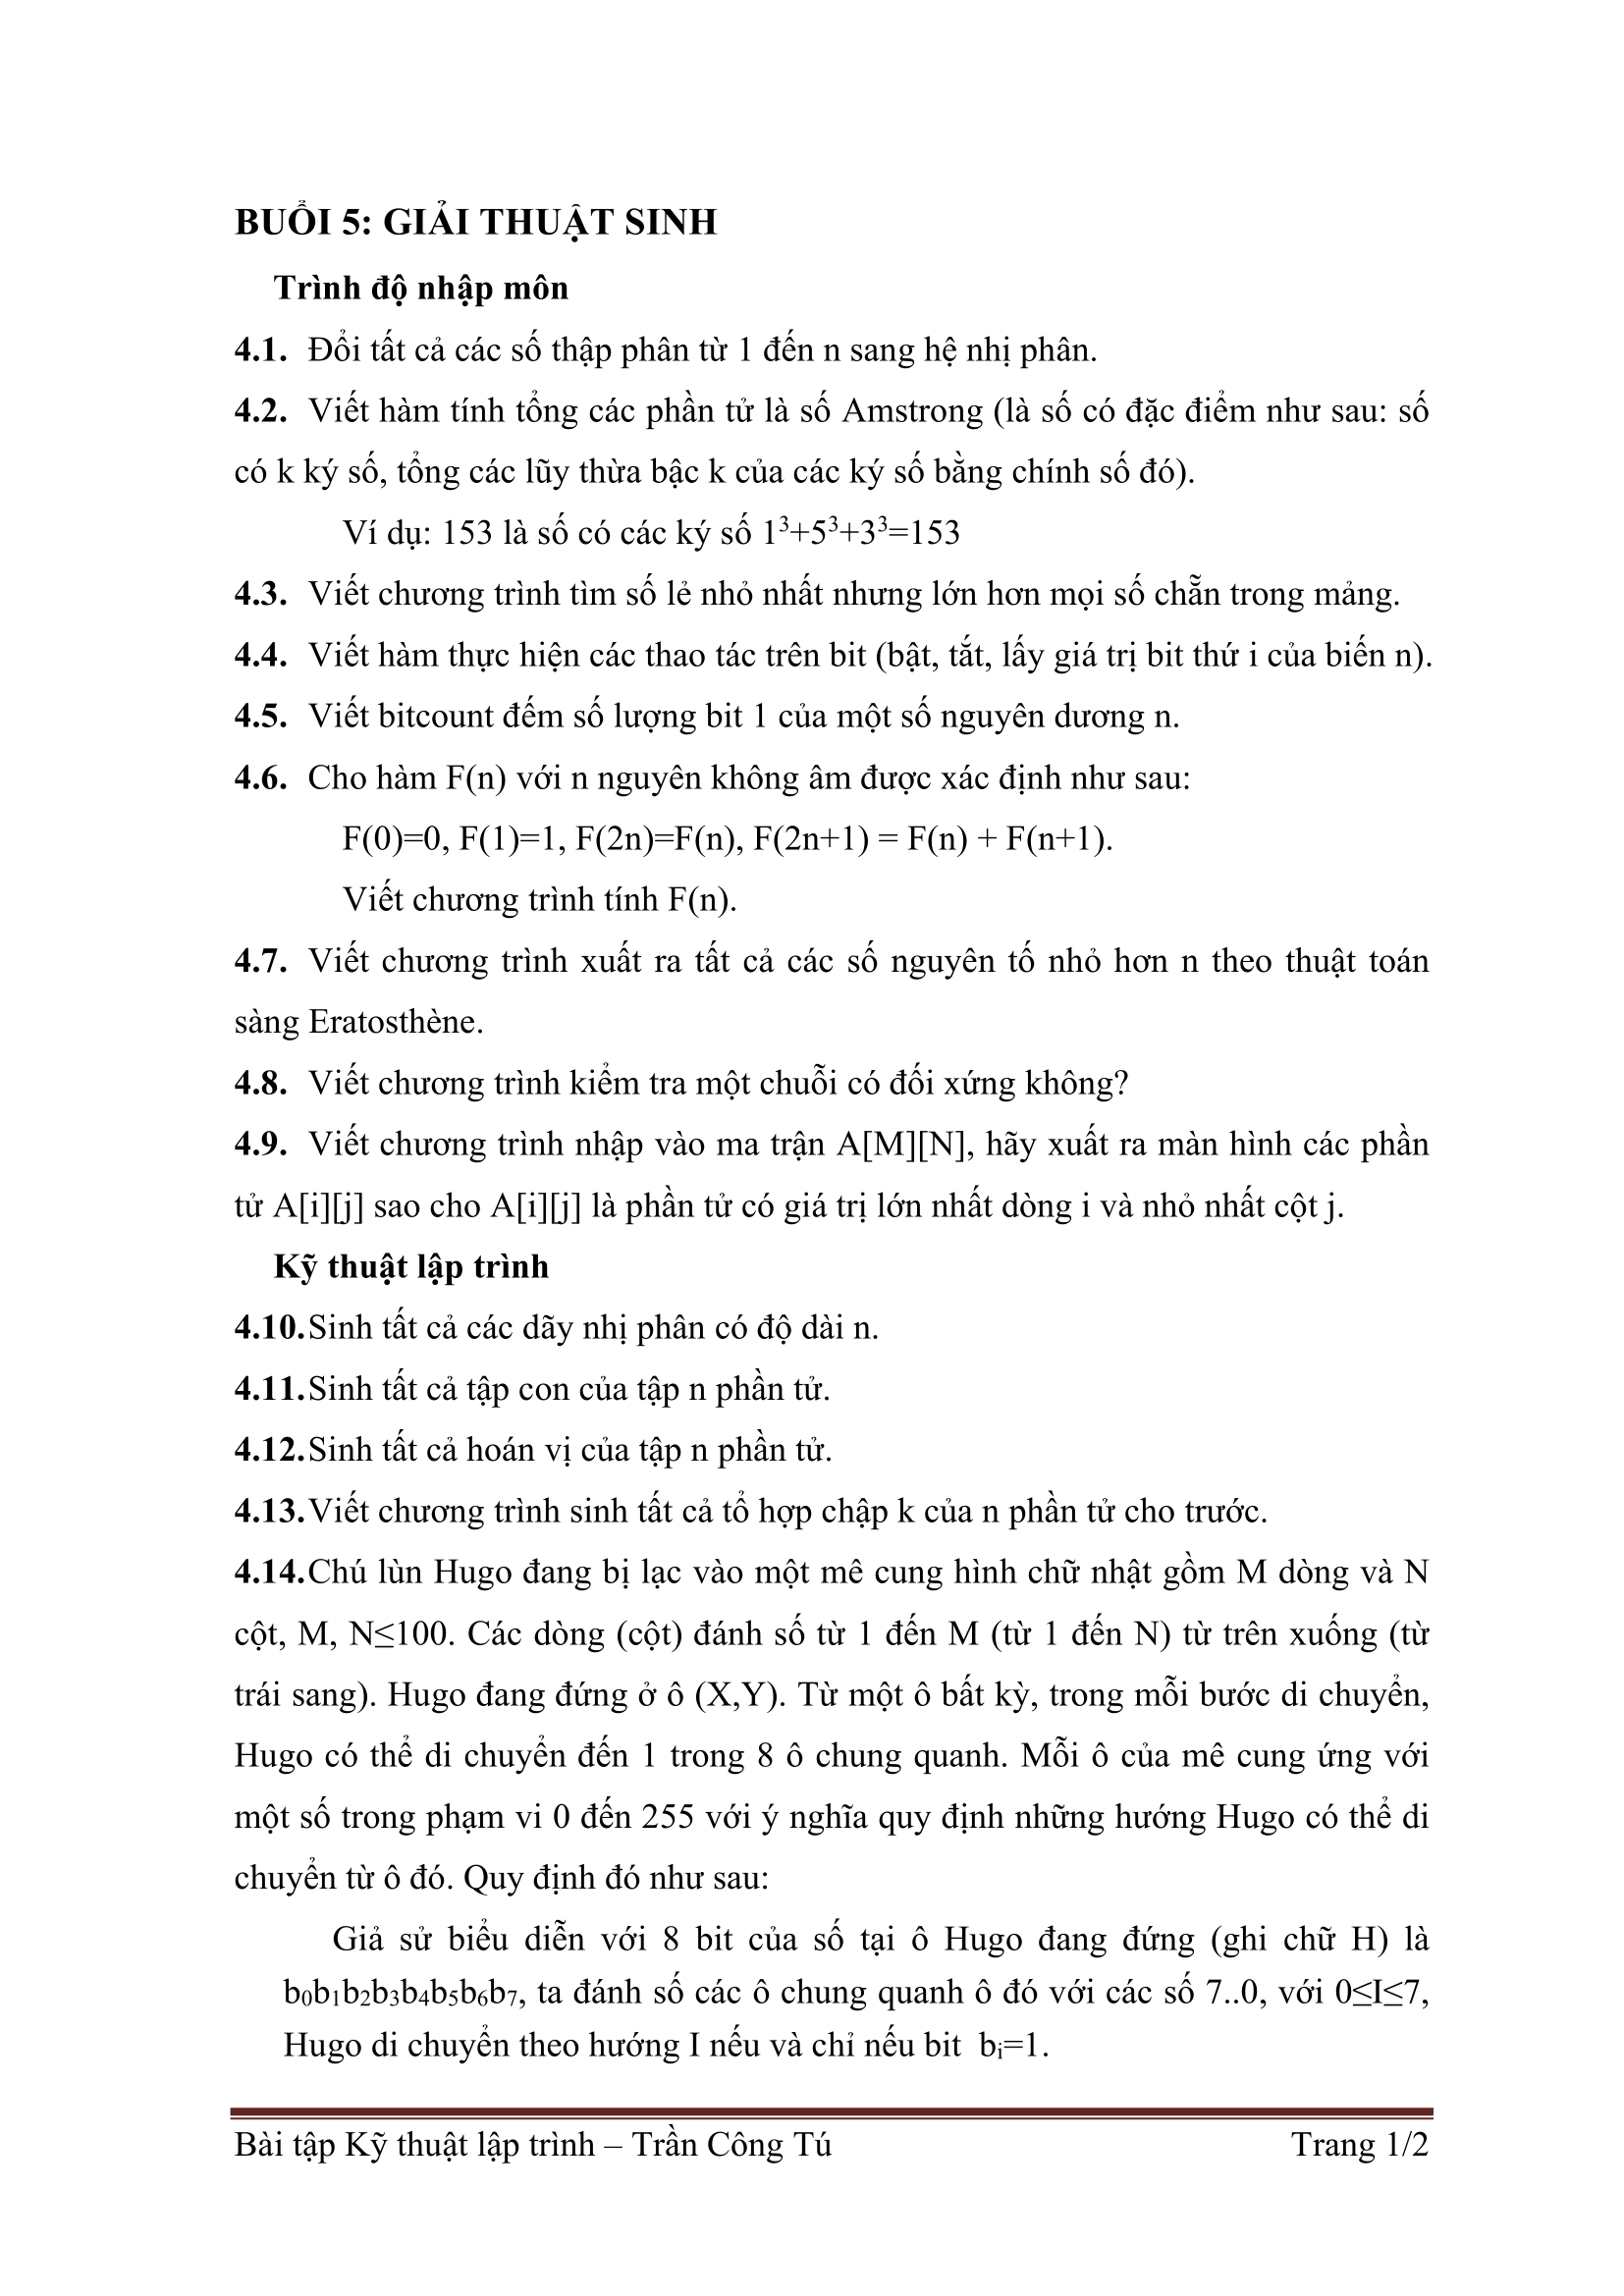 BUỔI 5: GIẢI THUẬT SINH
Trình độ nhập môn
4.1. Đổi tất cả các số thập phân từ 1 đến n sang hệ nhị phân.
4.2. Viết hàm tính tổng các phần tử là số Amstrong (là số có đặc điểm như sau: số
có k ký số, tổng các lũy thừa bậc k của các ký số bằng chính số đó).
Ví dụ: 153 là số có các ký số 1³+5³+3³=153
4.3. Viết chương trình tìm số lẻ nhỏ nhất nhưng lớn hơn mọi số chẵn trong mảng.
4.4. Viết hàm thực hiện các thao tác trên bit (bật, tắt, lấy giá trị bit thứ i của biến n).
4.5. Viết bitcount đếm số lượng bit 1 của một số nguyên dương n.
4.6. Cho hàm F(n) với n nguyên không âm được xác định như sau:
F(0)=0, F(1)=1, F(2n)=F(n), F(2n+1) = F(n) + F(n+1).
Viết chương trình tính F(n).
4.7. Viết chương trình xuất ra tất cả các số nguyên tố nhỏ hơn n theo thuật toán
sàng Eratosthène.
4.8. Viết chương trình kiểm tra một chuỗi có đối xứng không?
4.9. Viết chương trình nhập vào ma trận A[M][N], hãy xuất ra màn hình các phần
tử A[i][j] sao cho A[i][j] là phần tử có giá trị lớn nhất dòng i và nhỏ nhất cột j.
Kỹ thuật lập trình
4.10. Sinh tất cả các dãy nhị phân có độ dài n.
4.11. Sinh tất cả tập con của tập n phần tử.
4.12. Sinh tất cả hoán vị của tập n phần tử.
4.13. Viết chương trình sinh tất cả tổ hợp chập k của n phần tử cho trước.
4.14. Chú lùn Hugo đang bị lạc vào một mê cung hình chữ nhật gồm M dòng và N
cột, M, N≤100. Các dòng (cột) đánh số từ 1 đến M (từ 1 đến N) từ trên xuống (từ
trái sang). Hugo đang đứng ở ô (X,Y). Từ một ô bất kỳ, trong mỗi bước di chuyển,
Hugo có thể di chuyển đến 1 trong 8 ô chung quanh. Mỗi ô của mê cung ứng với
một số trong phạm vi 0 đến 255 với ý nghĩa quy định những hướng Hugo có thể di
chuyển từ ô đó. Quy định đó như sau:
Giả sử biểu diễn với 8 bit của số tại ô Hugo đang đứng (ghi chữ H) là
b₀b₁b₂b₃b₄b₅b₆b₇, ta đánh số các ô chung quanh ô đó với các số 7..0, với 0≤I≤7,
Hugo di chuyển theo hướng I nếu và chỉ nếu bit bᵢ=1.
Bài tập Kỹ thuật lập trình – Trần Công Tú Trang 1/2